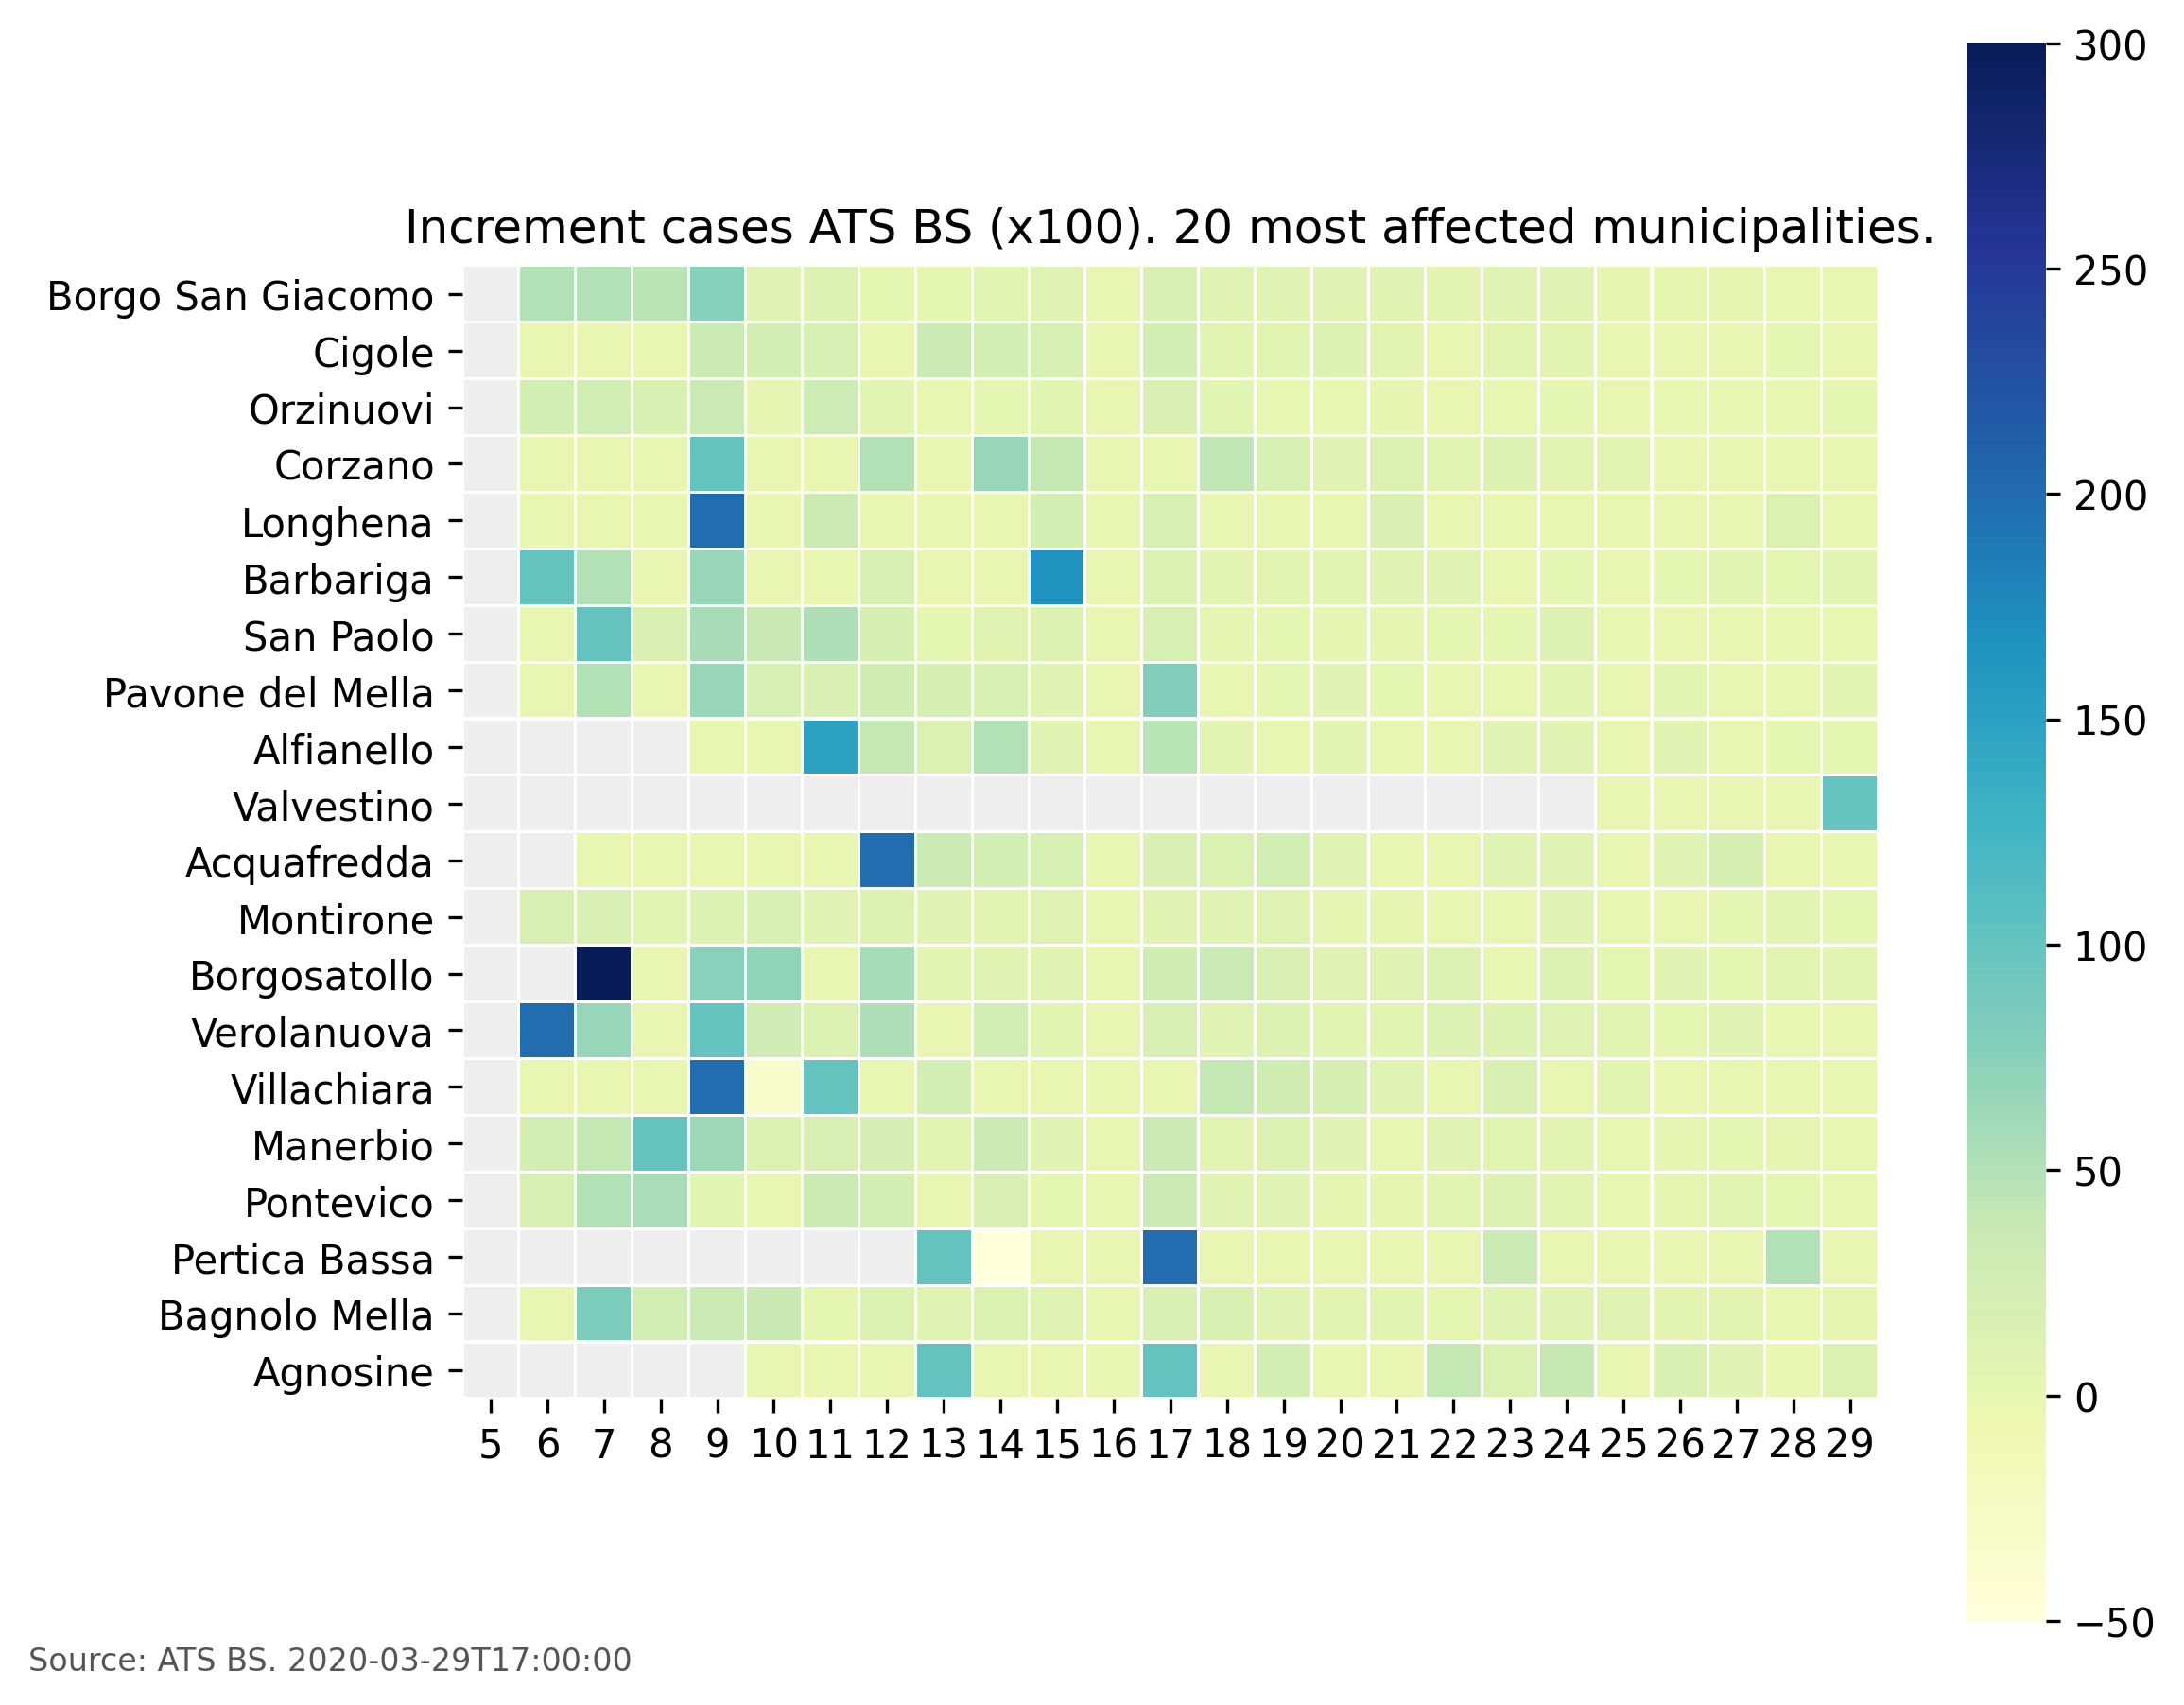 Increment cases ATS BS (x100). 20 most affected municipalities.
Borgo San Giacomo
Cigole
Orzinuovi
Corzano
Longhena
Barbariga
San Paolo
Pavone del Mella
Alfianello
Valvestino
Acquafredda
Montirone
Borgosatollo
Verolanuova
Villachiara
Manerbio
Pontevico
Pertica Bassa
Bagnolo Mella
Agnosine
5 6 7 8 9 10 11 12 13 14 15 16 17 18 19 20 21 22 23 24 25 26 27 28 29
300
250
200
150
100
50
0
−50
Source: ATS BS. 2020-03-29T17:00:00